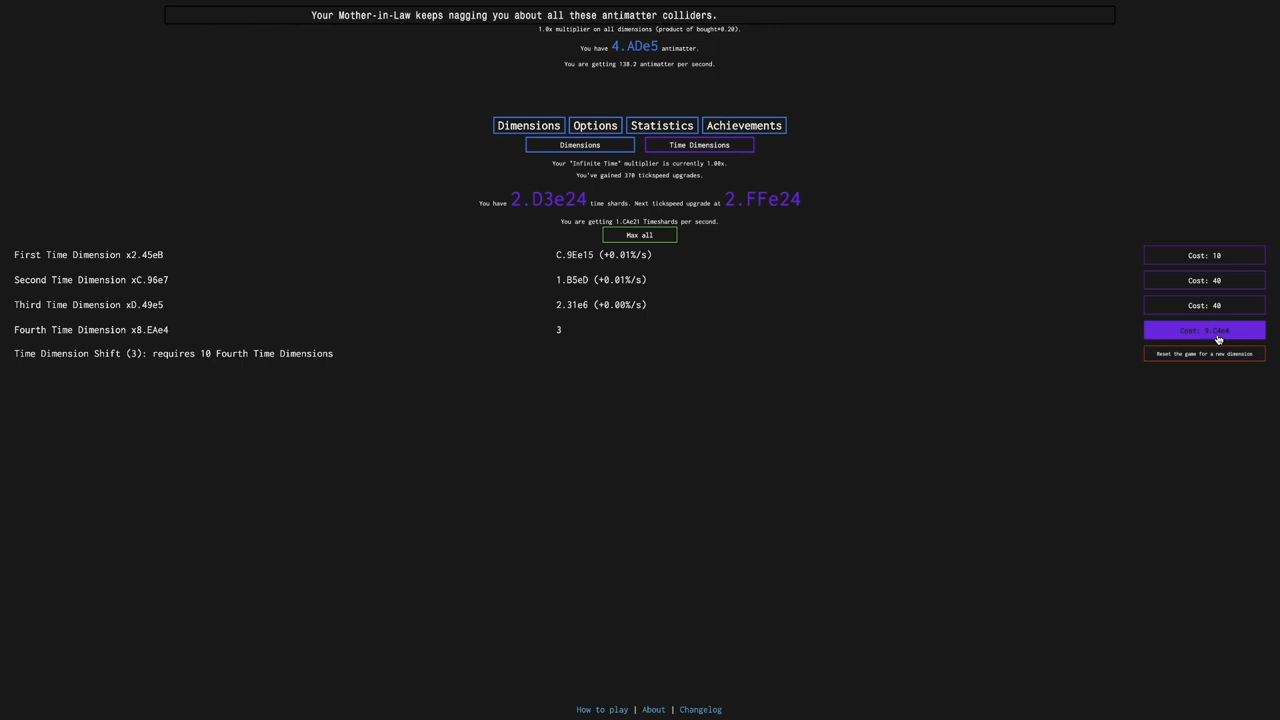 Your Mother-in-Law keeps nagging you about all these antimatter colliders.
1.0x multiplier on all dimensions (product of bought*0.20).
You have 4.ADe5 antimatter.
You are getting 138.2 antimatter per second.
Dimensions Options Statistics Achievements
Dimensions Time Dimensions
Your "Infinite Time" multiplier is currently 1.00x.
You've gained 370 tickspeed upgrades.
You have 2.D3e24 time shards. Next tickspeed upgrade at 2.FFe24
You are getting 1.CAe21 Timeshards per second.
Max all
First Time Dimension x2.45eB C.9Ee15 (+0.01%/s) Cost: 10
Second Time Dimension xC.96e7 1.B5eD (+0.01%/s) Cost: 40
Third Time Dimension xD.49e5 2.31e6 (+0.00%/s) Cost: 40
Fourth Time Dimension x8.EAe4 3 Cost: 9.C4e4
Time Dimension Shift (3): requires 10 Fourth Time Dimensions Reset the game for a new dimension
How to play | About | Changelog